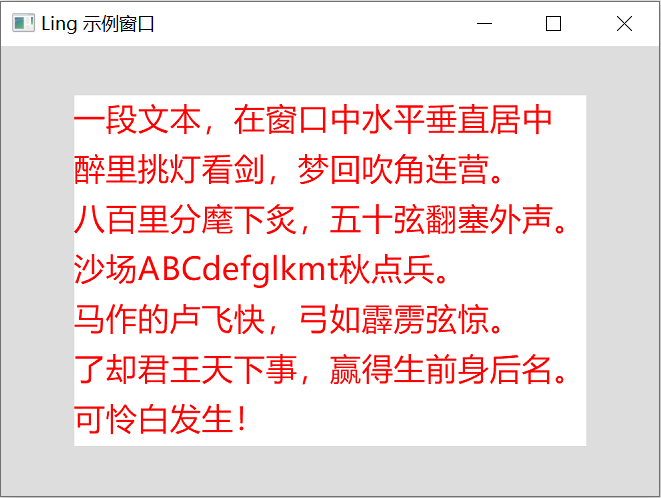 Ling 示例窗口
一段文本，在窗口中水平垂直居中
醉里挑灯看剑，梦回吹角连营。
八百里分麾下炙，五十弦翻塞外声。
沙场ABCdefglkmt秋点兵。
马作的卢飞快，弓如霹雳弦惊。
了却君王天下事，赢得生前身后名。
可怜白发生！